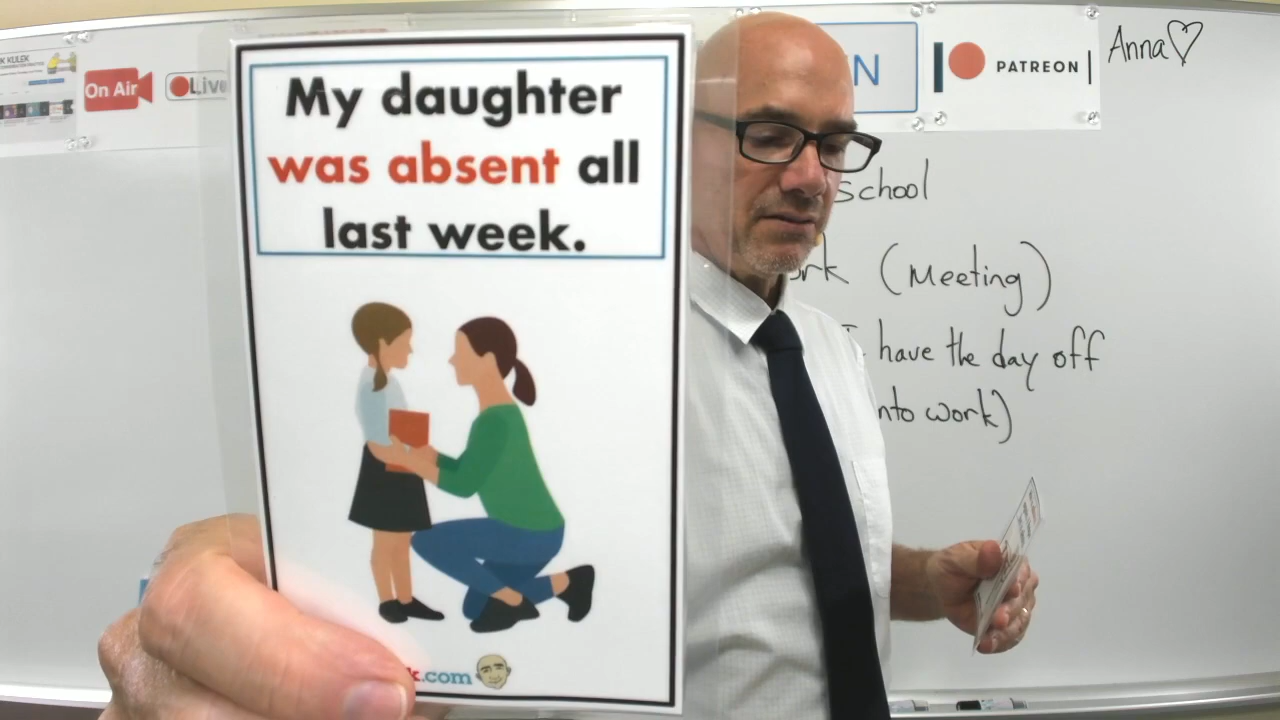 K KULEK
On Air
Live
N
PATREON
Anna
My daughter
was absent all
last week.
school
(Meeting)
I have the day off
work)
k.com